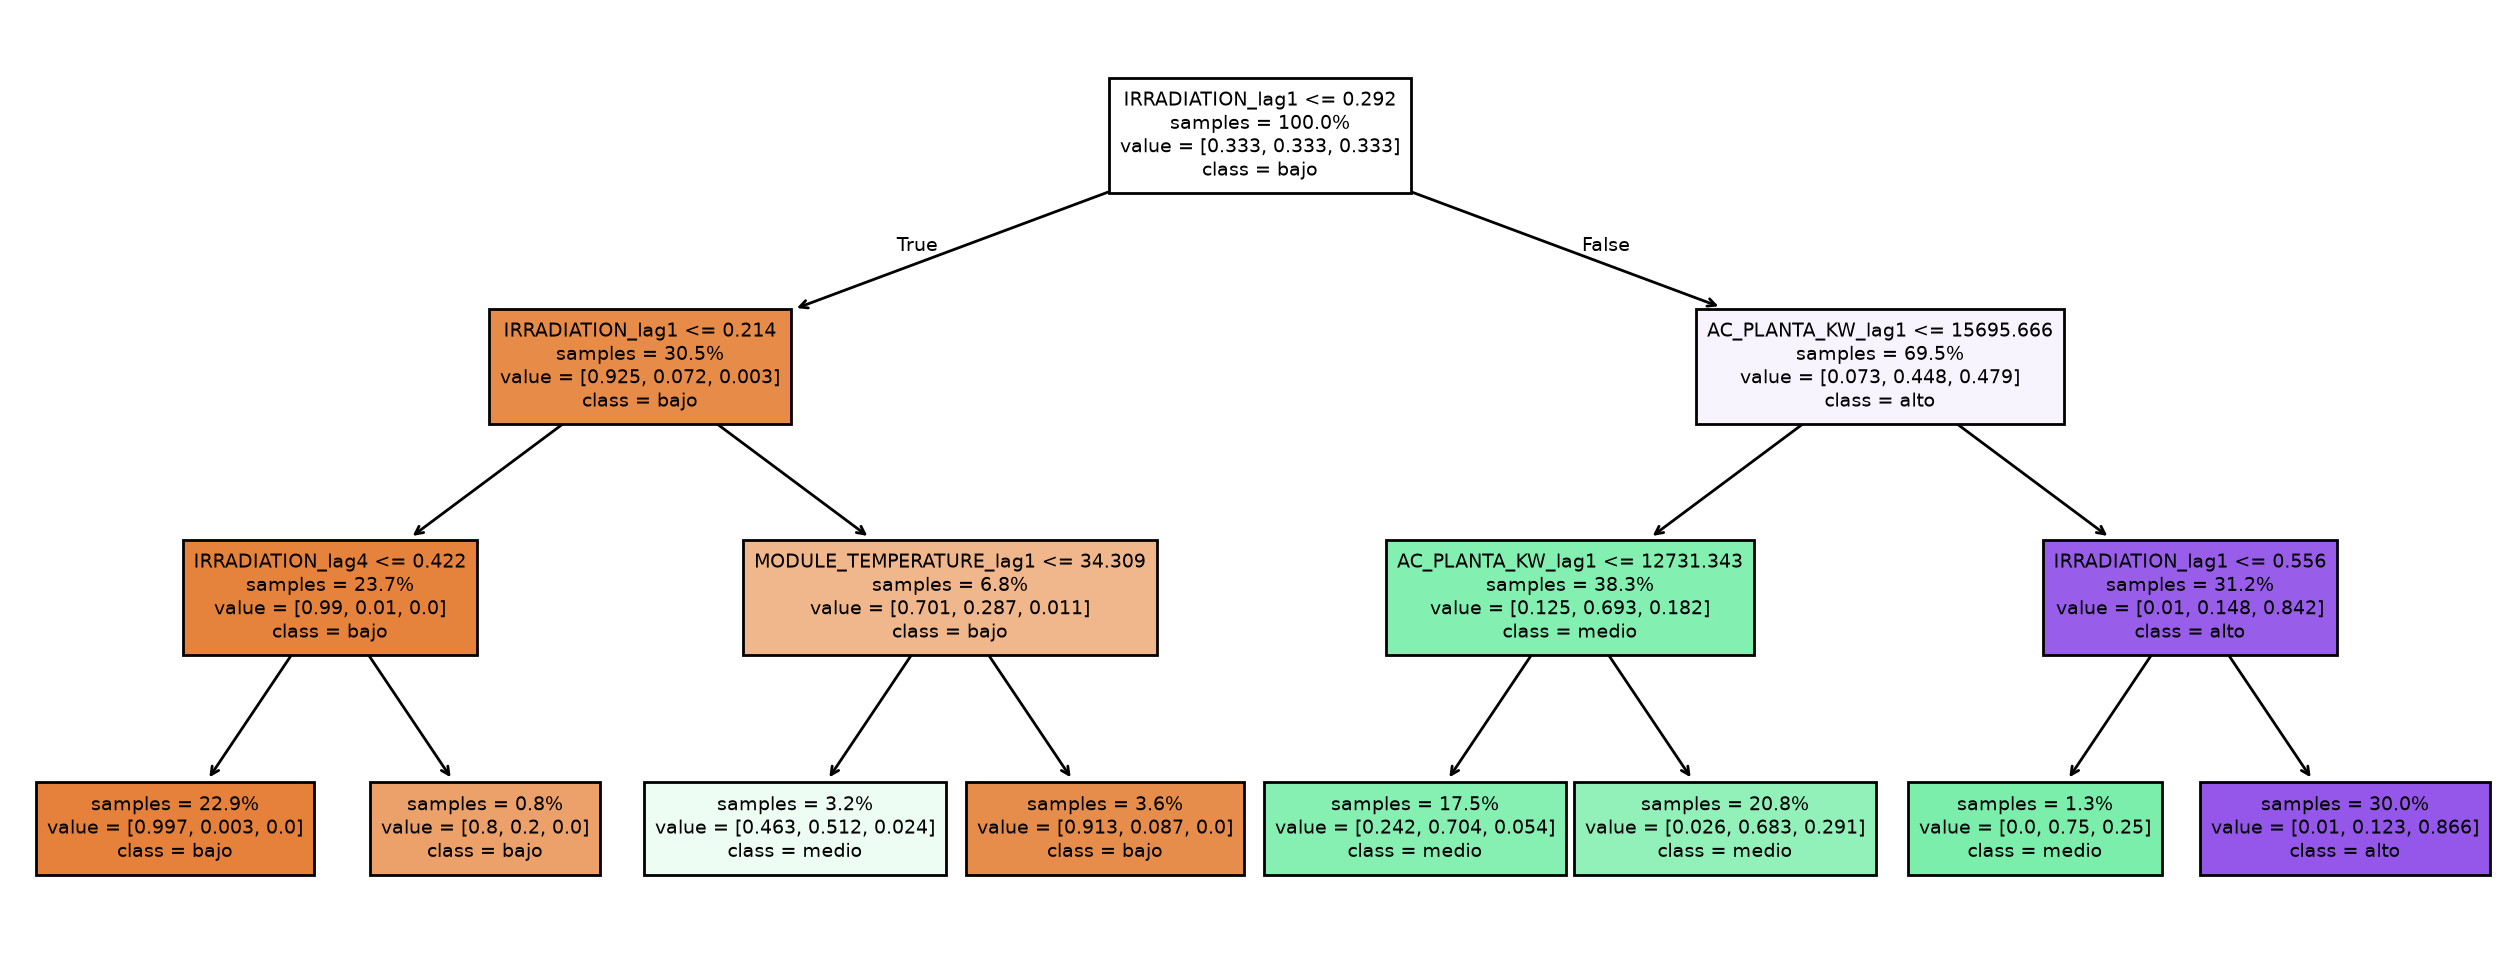 IRRADIATION_lag1 <= 0.292
samples = 100.0%
value = [0.333, 0.333, 0.333]
class = bajo
True
False
IRRADIATION_lag1 <= 0.214
samples = 30.5%
value = [0.925, 0.072, 0.003]
class = bajo
AC_PLANTA_KW_lag1 <= 15695.666
samples = 69.5%
value = [0.073, 0.448, 0.479]
class = alto
IRRADIATION_lag4 <= 0.422
samples = 23.7%
value = [0.99, 0.01, 0.0]
class = bajo
MODULE_TEMPERATURE_lag1 <= 34.309
samples = 6.8%
value = [0.701, 0.287, 0.011]
class = bajo
AC_PLANTA_KW_lag1 <= 12731.343
samples = 38.3%
value = [0.125, 0.693, 0.182]
class = medio
IRRADIATION_lag1 <= 0.556
samples = 31.2%
value = [0.01, 0.148, 0.842]
class = alto
samples = 22.9%
value = [0.997, 0.003, 0.0]
class = bajo
samples = 0.8%
value = [0.8, 0.2, 0.0]
class = bajo
samples = 3.2%
value = [0.463, 0.512, 0.024]
class = medio
samples = 3.6%
value = [0.913, 0.087, 0.0]
class = bajo
samples = 17.5%
value = [0.242, 0.704, 0.054]
class = medio
samples = 20.8%
value = [0.026, 0.683, 0.291]
class = medio
samples = 1.3%
value = [0.0, 0.75, 0.25]
class = medio
samples = 30.0%
value = [0.01, 0.123, 0.866]
class = alto